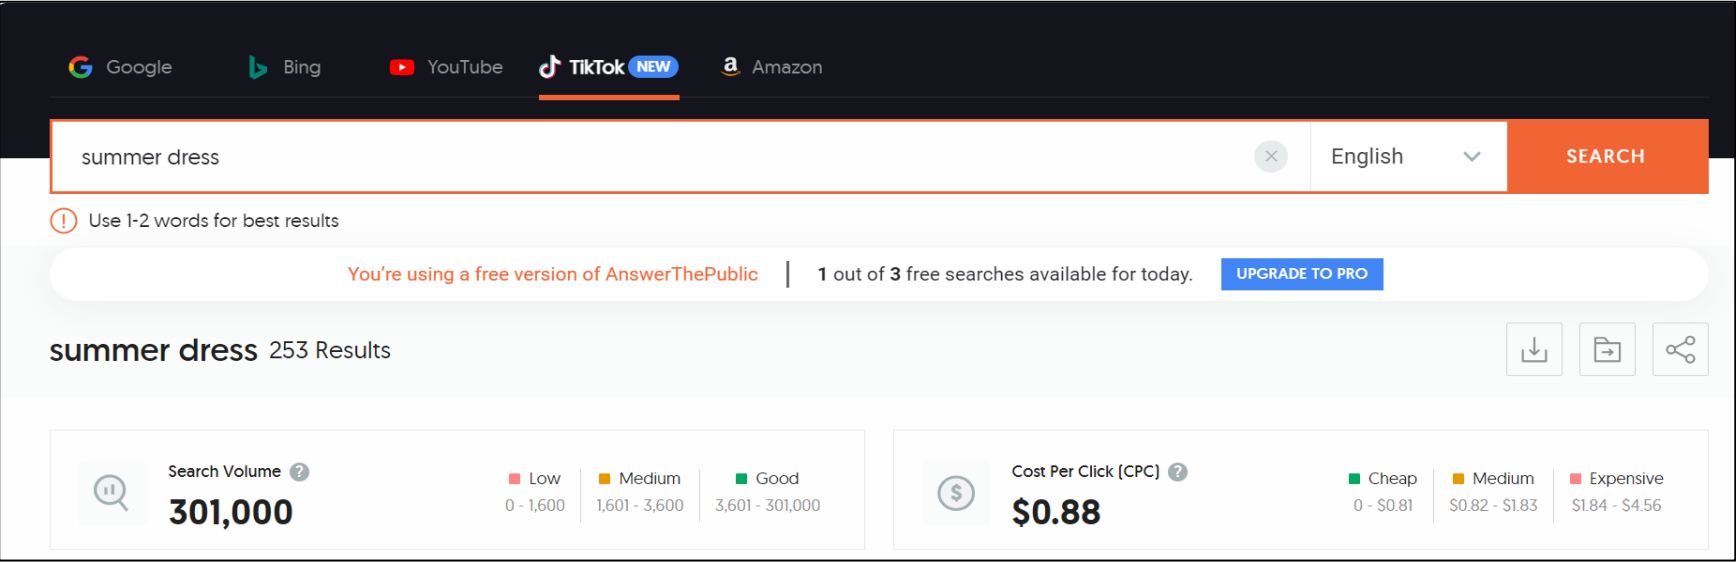 Google Bing YouTube TikTok NEW Amazon
summer dress English SEARCH
Use 1-2 words for best results
You're using a free version of AnswerThePublic | 1 out of 3 free searches available for today. UPGRADE TO PRO
summer dress 253 Results
Search Volume ? Low Medium Good Cost Per Click (CPC) ? Cheap Medium Expensive
301,000 0 - 1,600 1,601 - 3,600 3,601 - 301,000 $0.88 0 - $0.81 $0.82 - $1.83 $1.84 - $4.56